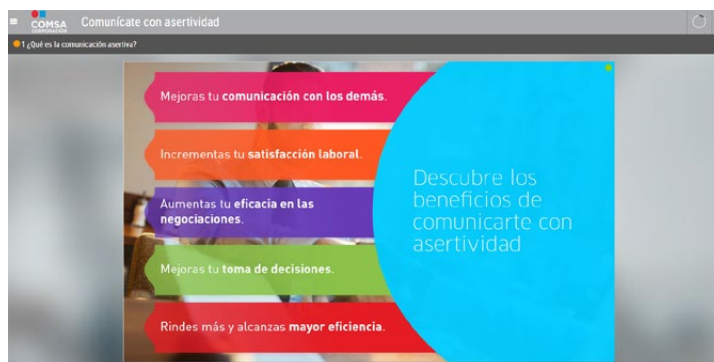 COMSA
CORPORACIÓN
Comunícate con asertividad
1 ¿Qué es la comunicación asertiva?
Mejoras tu comunicación con los demás.
Incrementas tu satisfacción laboral.
Aumentas tu eficacia en las
negociaciones.
Mejoras tu toma de decisiones.
Rindes más y alcanzas mayor eficiencia.
Descubre los
beneficios de
comunicarte con
asertividad